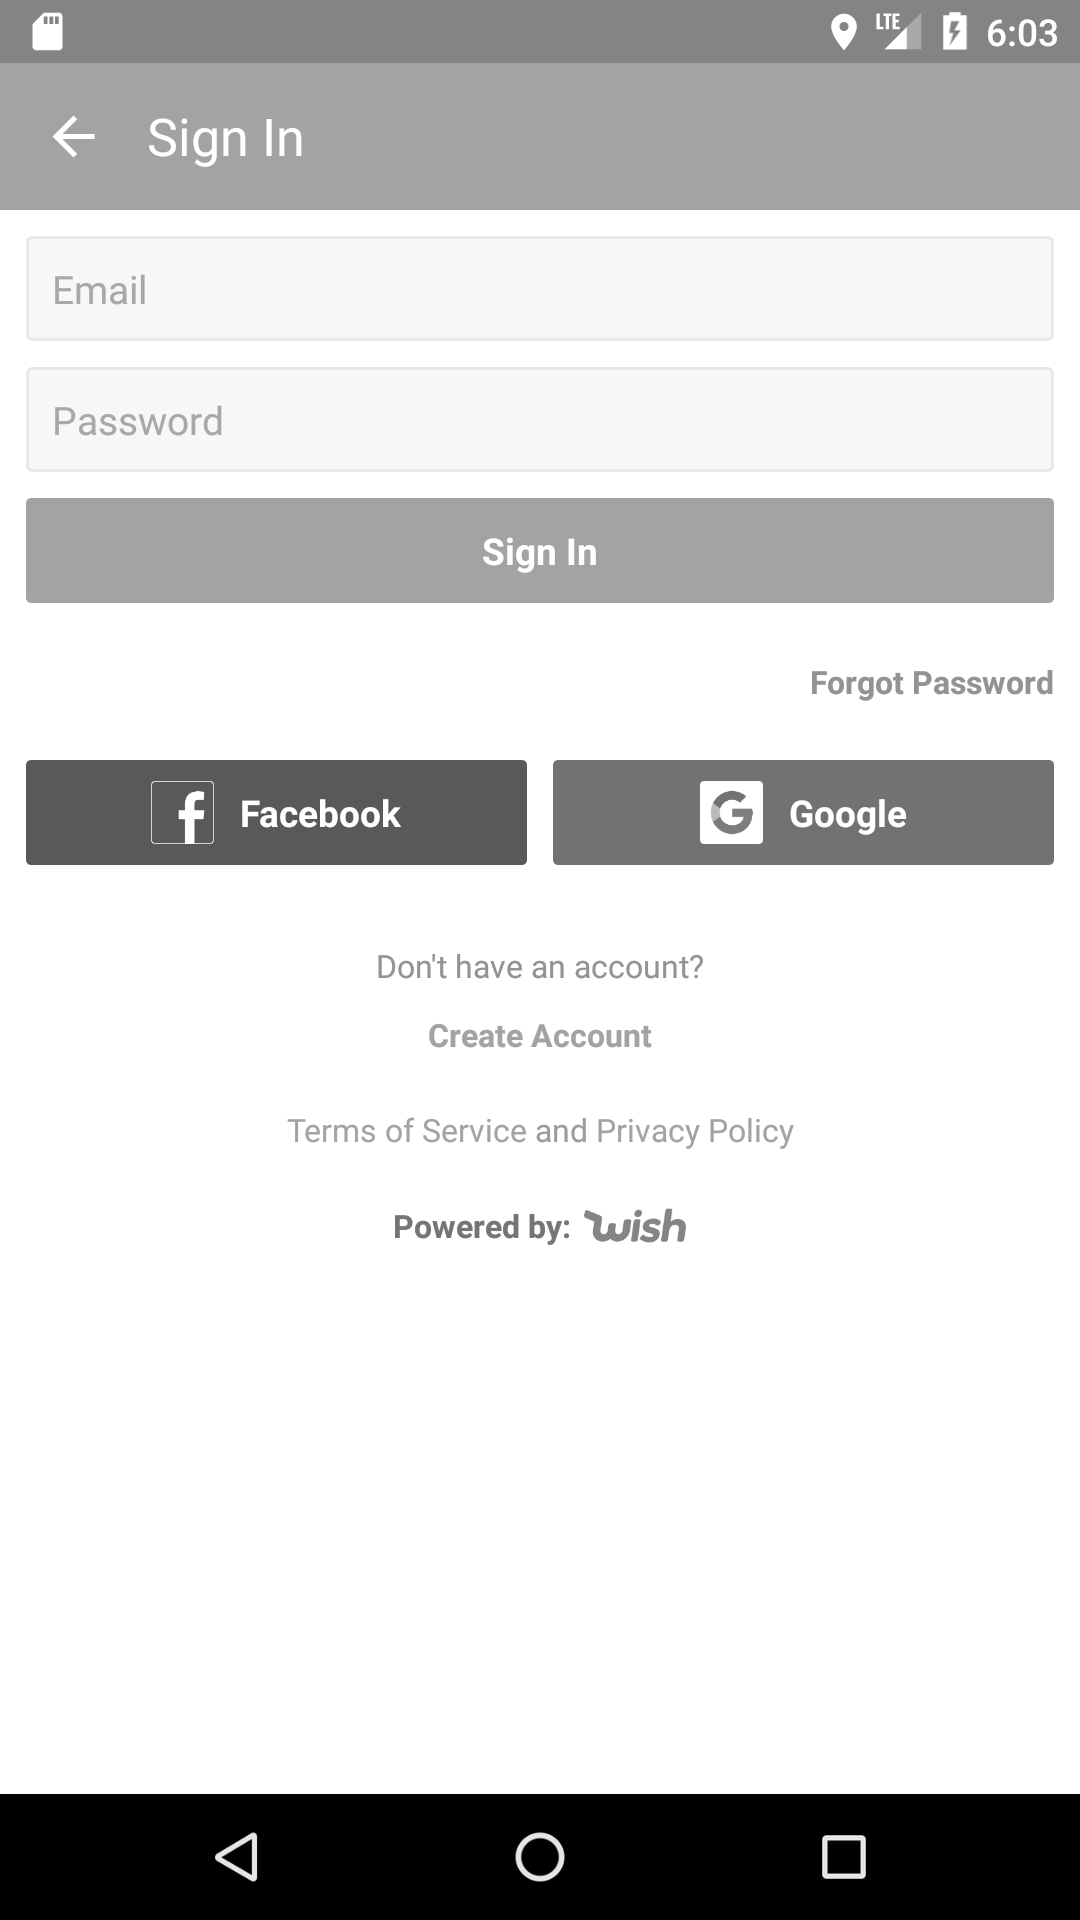 LTE 6:03
Sign In
Email
Password
Sign In
Forgot Password
Facebook Google
Don't have an account?
Create Account
Terms of Service and Privacy Policy
Powered by: wish